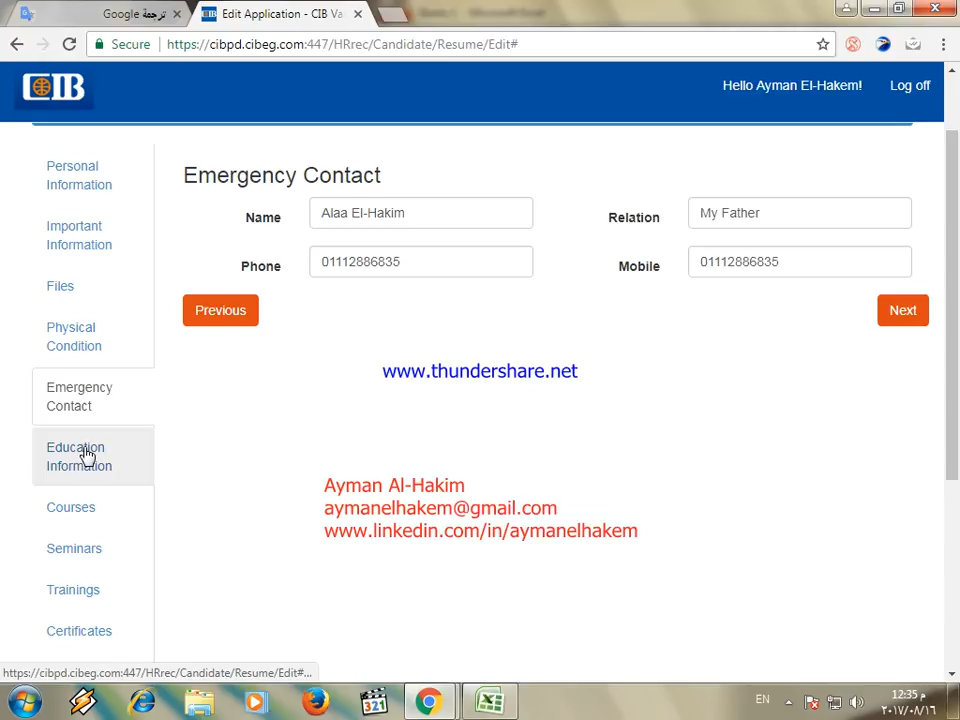 ترجمة Google
Edit Application - CIB Va
Secure https://cibpd.cibeg.com:447/HRrec/Candidate/Resume/Edit#
CIB
Hello Ayman El-Hakem!
Log off
Personal
Information
Important
Information
Files
Physical
Condition
Emergency
Contact
Education
Information
Courses
Seminars
Trainings
Certificates
Emergency Contact
Name Alaa El-Hakim Relation My Father
Phone 01112886835 Mobile 01112886835
Previous Next
www.thundershare.net
Ayman Al-Hakim
aymanelhakem@gmail.com
www.linkedin.com/in/aymanelhakem
https://cibpd.cibeg.com:447/HRrec/Candidate/Resume/Edit#...
321
EN
12:35 م
٢٠١٧/٠٨/١٦